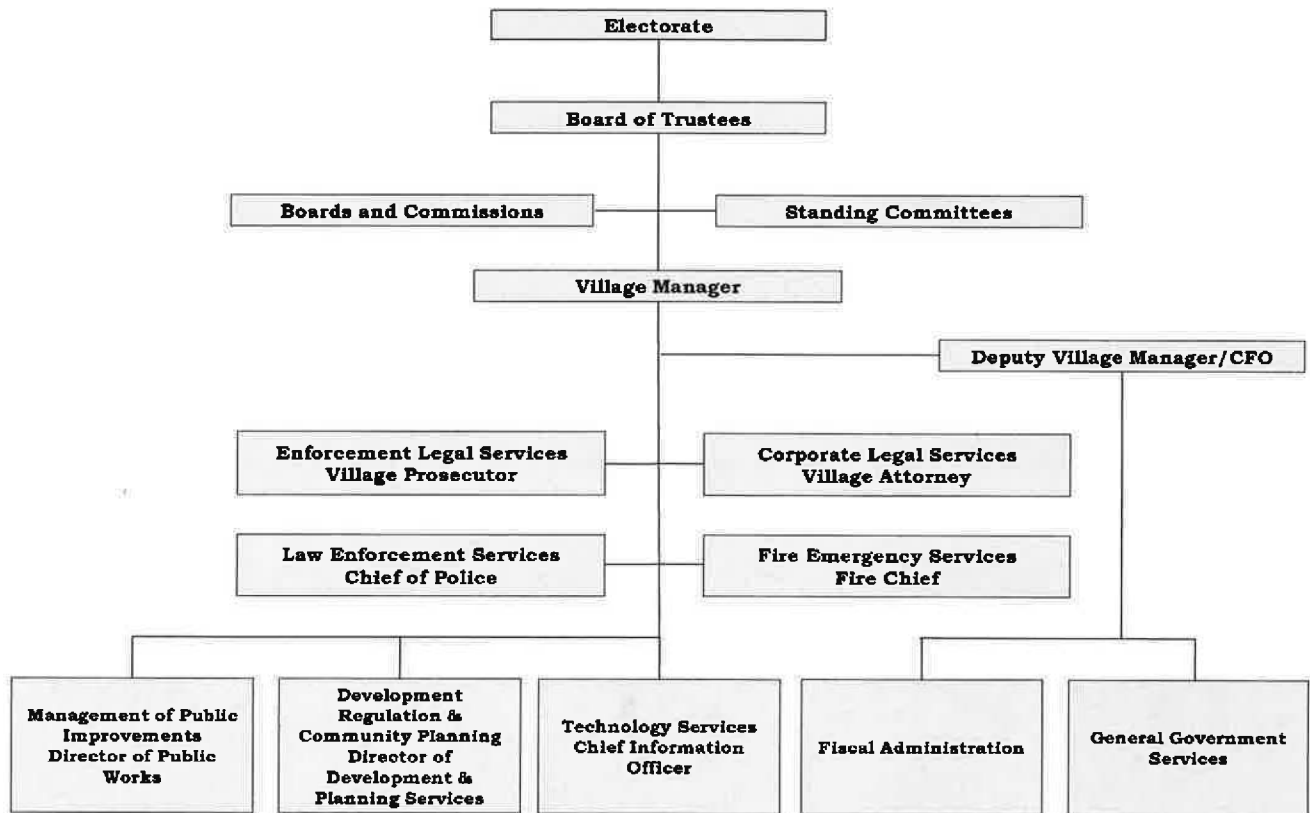 Electorate
Board of Trustees
Boards and Commissions
Standing Committees
Village Manager
Deputy Village Manager/CFO
Enforcement Legal Services
Village Prosecutor
Corporate Legal Services
Village Attorney
Law Enforcement Services
Chief of Police
Fire Emergency Services
Fire Chief
Management of Public
Improvements
Director of Public
Works
Development
Regulation &
Community Planning
Director of
Development &
Planning Services
Technology Services
Chief Information
Officer
Fiscal Administration
General Government
Services